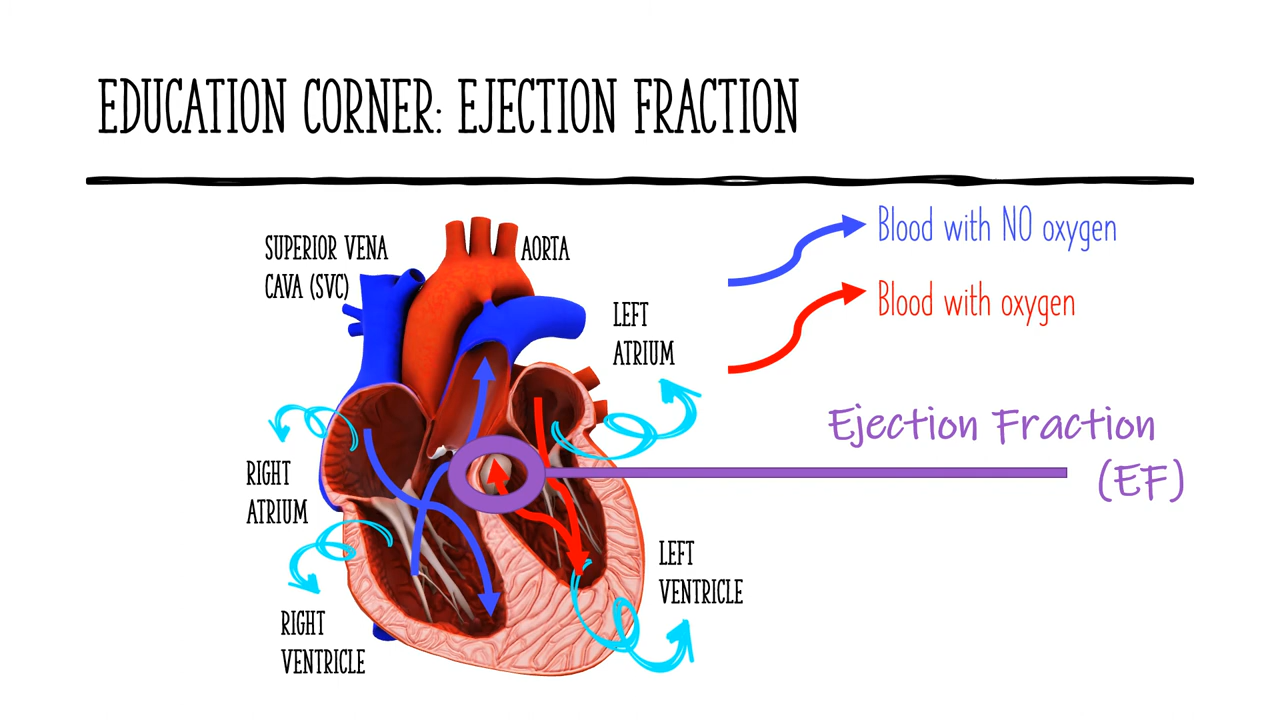 EDUCATION CORNER: EJECTION FRACTION
SUPERIOR VENA
CAVA (SVC)
AORTA
LEFT
ATRIUM
Blood with NO oxygen
Blood with oxygen
Ejection Fraction
(EF)
RIGHT
ATRIUM
LEFT
VENTRICLE
RIGHT
VENTRICLE